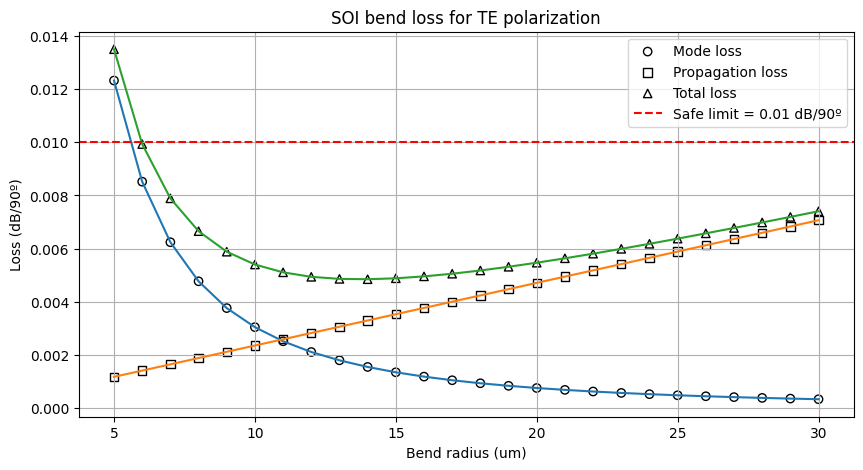 SOI bend loss for TE polarization
Loss (dB/90º)
0.014
0.012
0.010
0.008
0.006
0.004
0.002
0.000
Mode loss
Propagation loss
Total loss
Safe limit = 0.01 dB/90º
5
10
15
20
25
30
Bend radius (um)